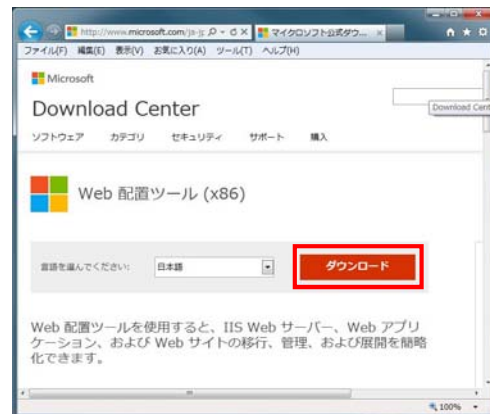 http://www.microsoft.com/ja-j
マイクロソフト公式ダウ...
ファイル(F) 編集(E) 表示(V) お気に入り(A) ツール(T) ヘルプ(H)
Microsoft
Download Center
Download Cent
ソフトウェア カテゴリ セキュリティ サポート 購入
Web 配置ツール (x86)
言語を選んでください: 日本語 ダウンロード
Web 配置ツールを使用すると、IIS Web サーバー、Web アプリ
ケーション、および Web サイトの移行、管理、および展開を簡略
化できます。
100%